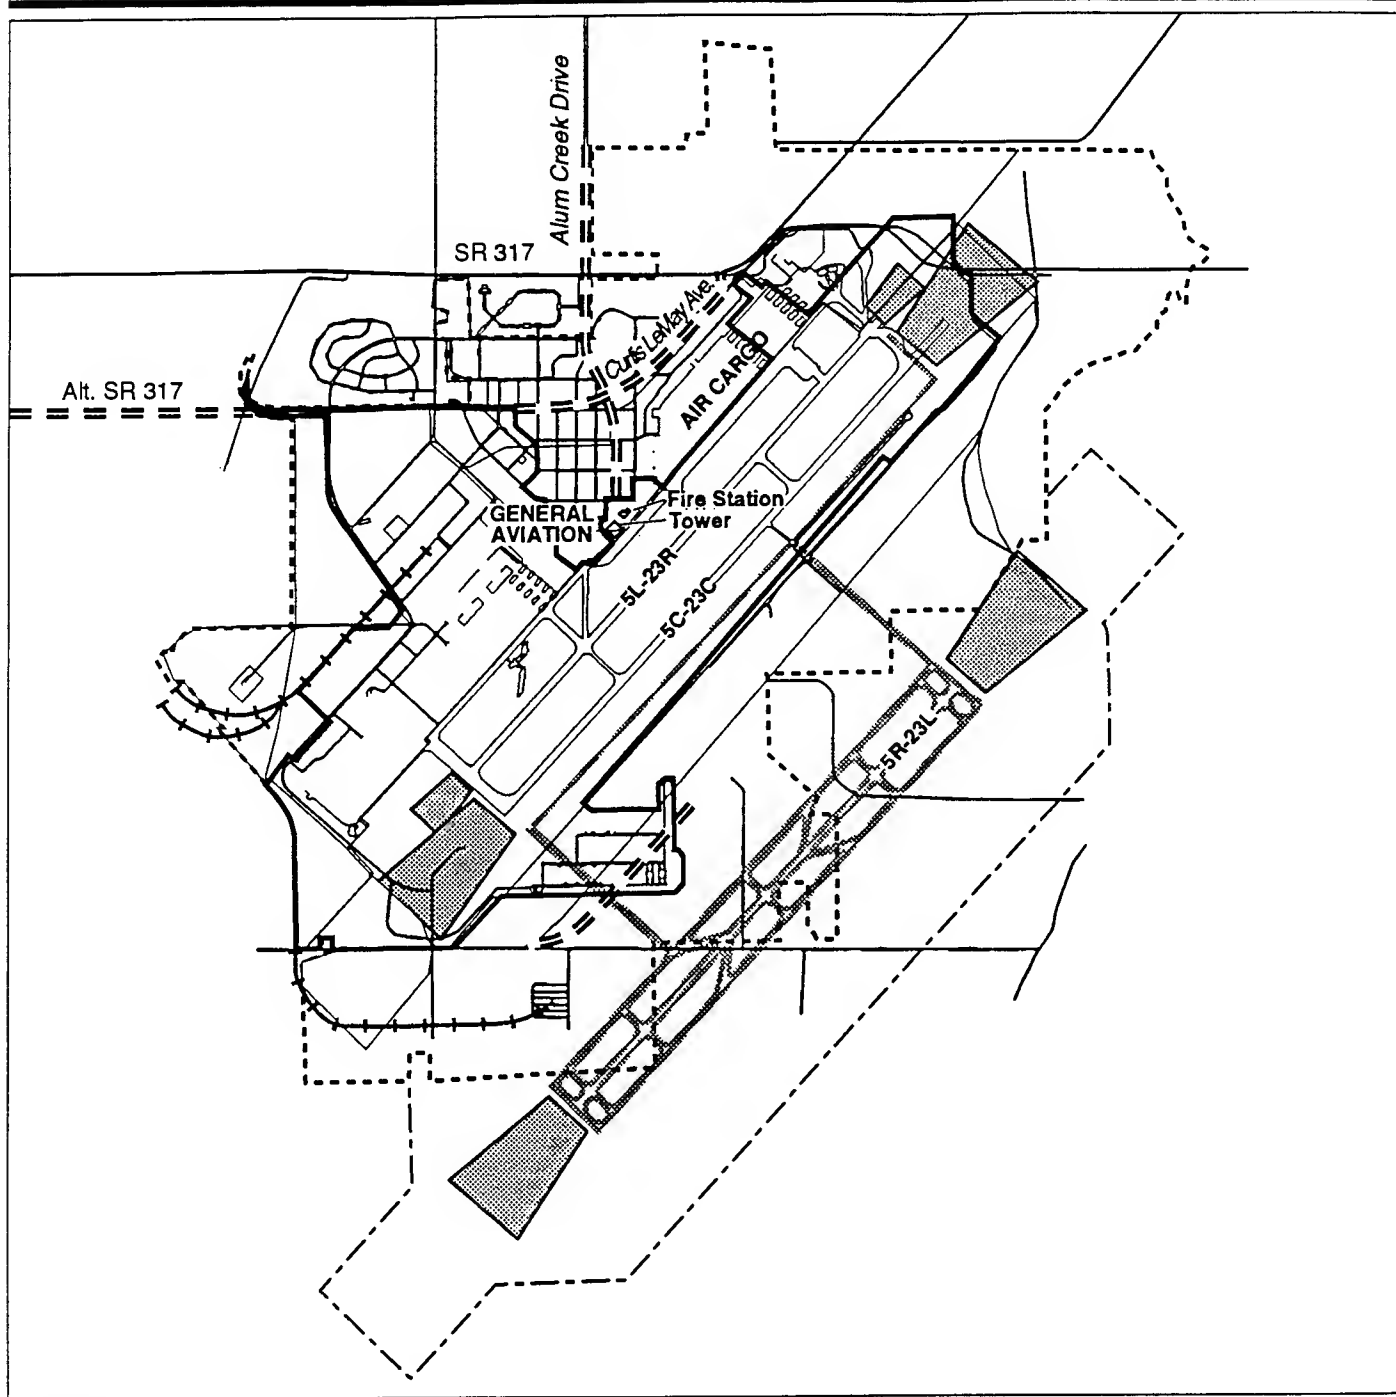 Alum Creek Drive
SR 317
Curtis LeMay Ave.
Alt. SR 317
AIR CARGO
Fire Station
Tower
GENERAL
AVIATION
5L-23R
5C-23C
5R-23L